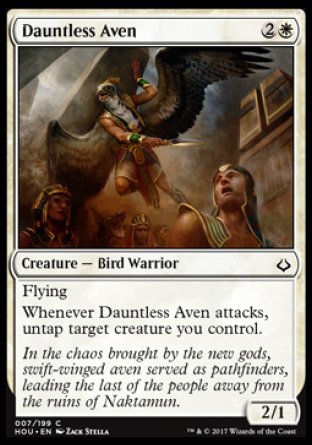 Dauntless Aven 2
Creature — Bird Warrior
Flying
Whenever Dauntless Aven attacks,
untap target creature you control.
In the chaos brought by the new gods,
swift-winged aven served as pathfinders,
leading the last of the people away from
the ruins of Naktamun.
2/1
007/199 C
HOU • EN ZACK STELLA
™ & © 2017 Wizards of the Coast